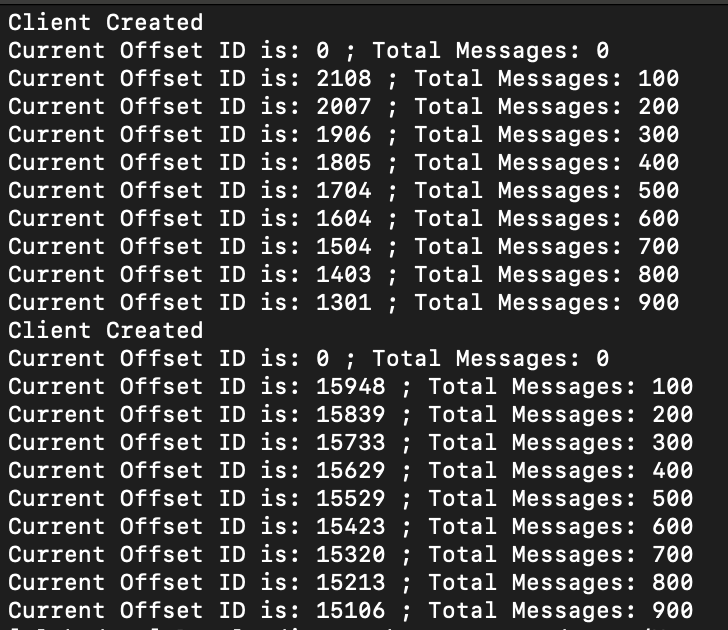 Client Created
Current Offset ID is: 0 ; Total Messages: 0
Current Offset ID is: 2108 ; Total Messages: 100
Current Offset ID is: 2007 ; Total Messages: 200
Current Offset ID is: 1906 ; Total Messages: 300
Current Offset ID is: 1805 ; Total Messages: 400
Current Offset ID is: 1704 ; Total Messages: 500
Current Offset ID is: 1604 ; Total Messages: 600
Current Offset ID is: 1504 ; Total Messages: 700
Current Offset ID is: 1403 ; Total Messages: 800
Current Offset ID is: 1301 ; Total Messages: 900
Client Created
Current Offset ID is: 0 ; Total Messages: 0
Current Offset ID is: 15948 ; Total Messages: 100
Current Offset ID is: 15839 ; Total Messages: 200
Current Offset ID is: 15733 ; Total Messages: 300
Current Offset ID is: 15629 ; Total Messages: 400
Current Offset ID is: 15529 ; Total Messages: 500
Current Offset ID is: 15423 ; Total Messages: 600
Current Offset ID is: 15320 ; Total Messages: 700
Current Offset ID is: 15213 ; Total Messages: 800
Current Offset ID is: 15106 ; Total Messages: 900